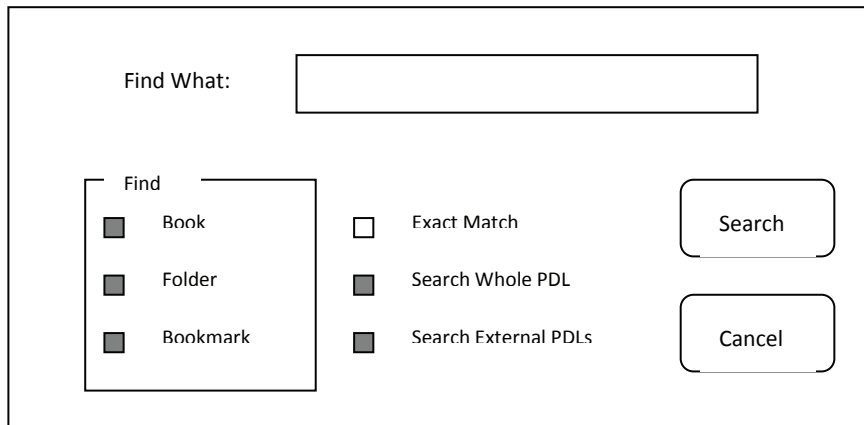 Find What:
Find
Book
Folder
Bookmark
Exact Match
Search Whole PDL
Search External PDLs
Search
Cancel